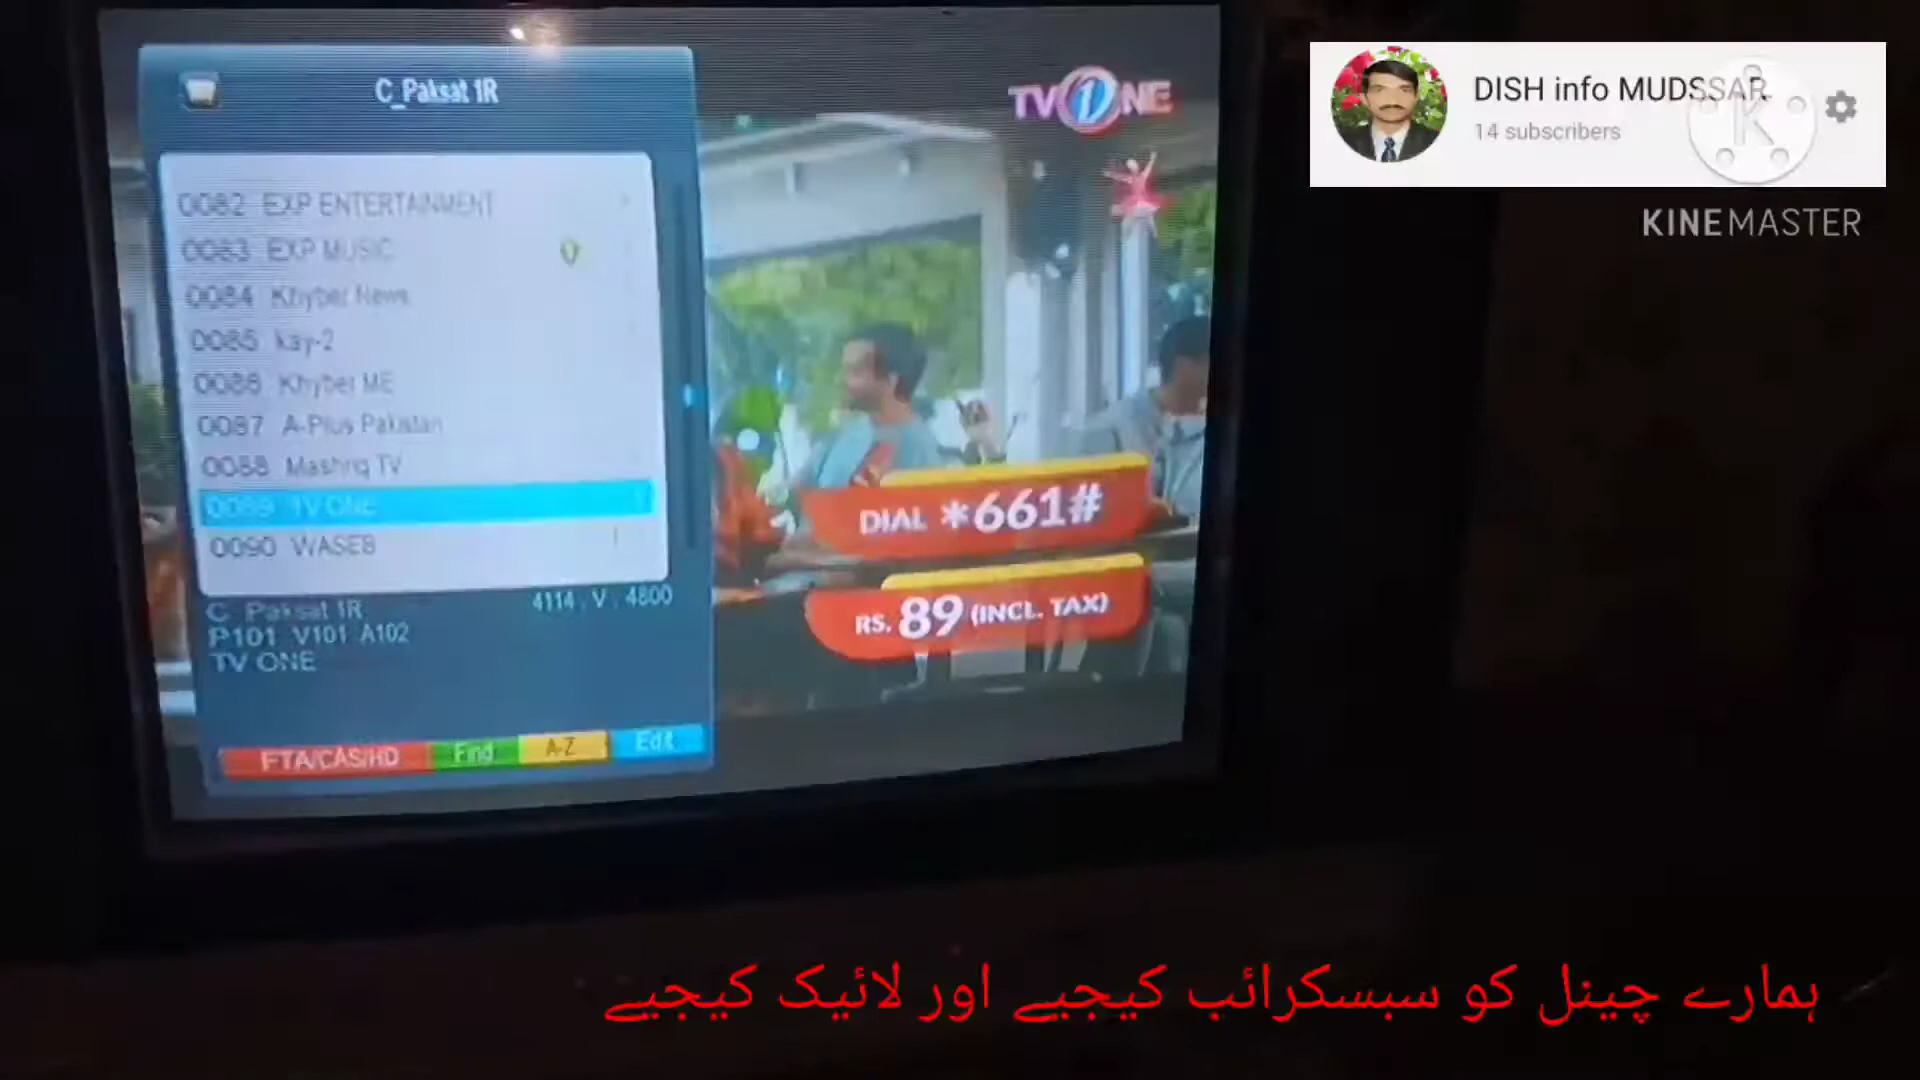 C_Paksat 1R
0082 EXP ENTERTAINMENT
0083 EXP MUSIC
0084 Khyber News
0085 kay-2
0086 Khyber ME
0087 A-Plus Pakistan
0088 Mashriq TV
0089 TV ONE
0090 WASEB
C_Paksat 1R
4114 . V . 4800
P101 V101 A102
TV ONE
FTA/CAS/HD Find A-Z Edit
TV ONE
DIAL *661#
RS. 89 (INCL. TAX)
DISH info MUDSSAR
14 subscribers
K
KINEMASTER
ہمارے چینل کو سبسکرائب کیجیے اور لائیک کیجیے